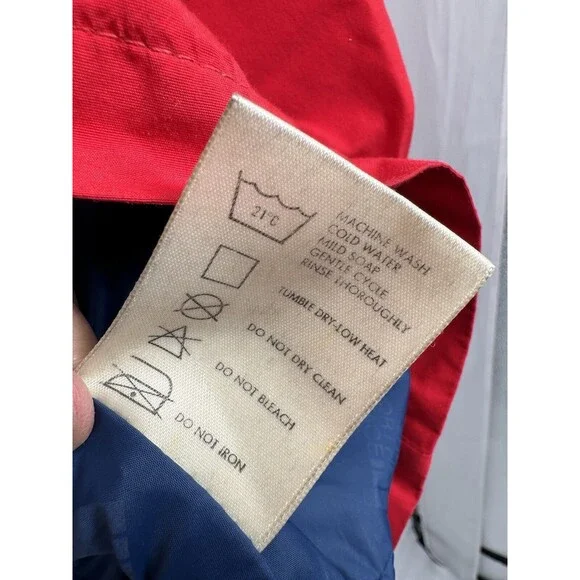 21°C
MACHINE WASH
COLD WATER
MILD SOAP
GENTLE CYCLE
RINSE THOROUGHLY
TUMBLE DRY-LOW HEAT
DO NOT DRY CLEAN
DO NOT BLEACH
DO NOT IRON